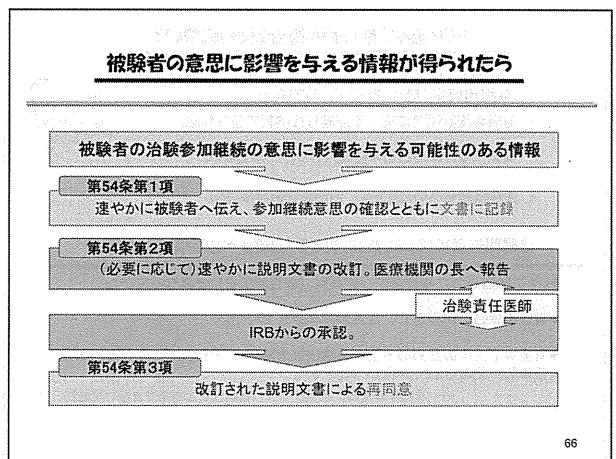 被験者の意思に影響を与える情報が得られたら
被験者の治験参加継続の意思に影響を与える可能性のある情報
第54条第1項
速やかに被験者へ伝え、参加継続意思の確認とともに文書に記録
第54条第2項
(必要に応じて)速やかに説明文書の改訂。医療機関の長へ報告
治験責任医師
IRBからの承認。
第54条第3項
改訂された説明文書による再同意
66